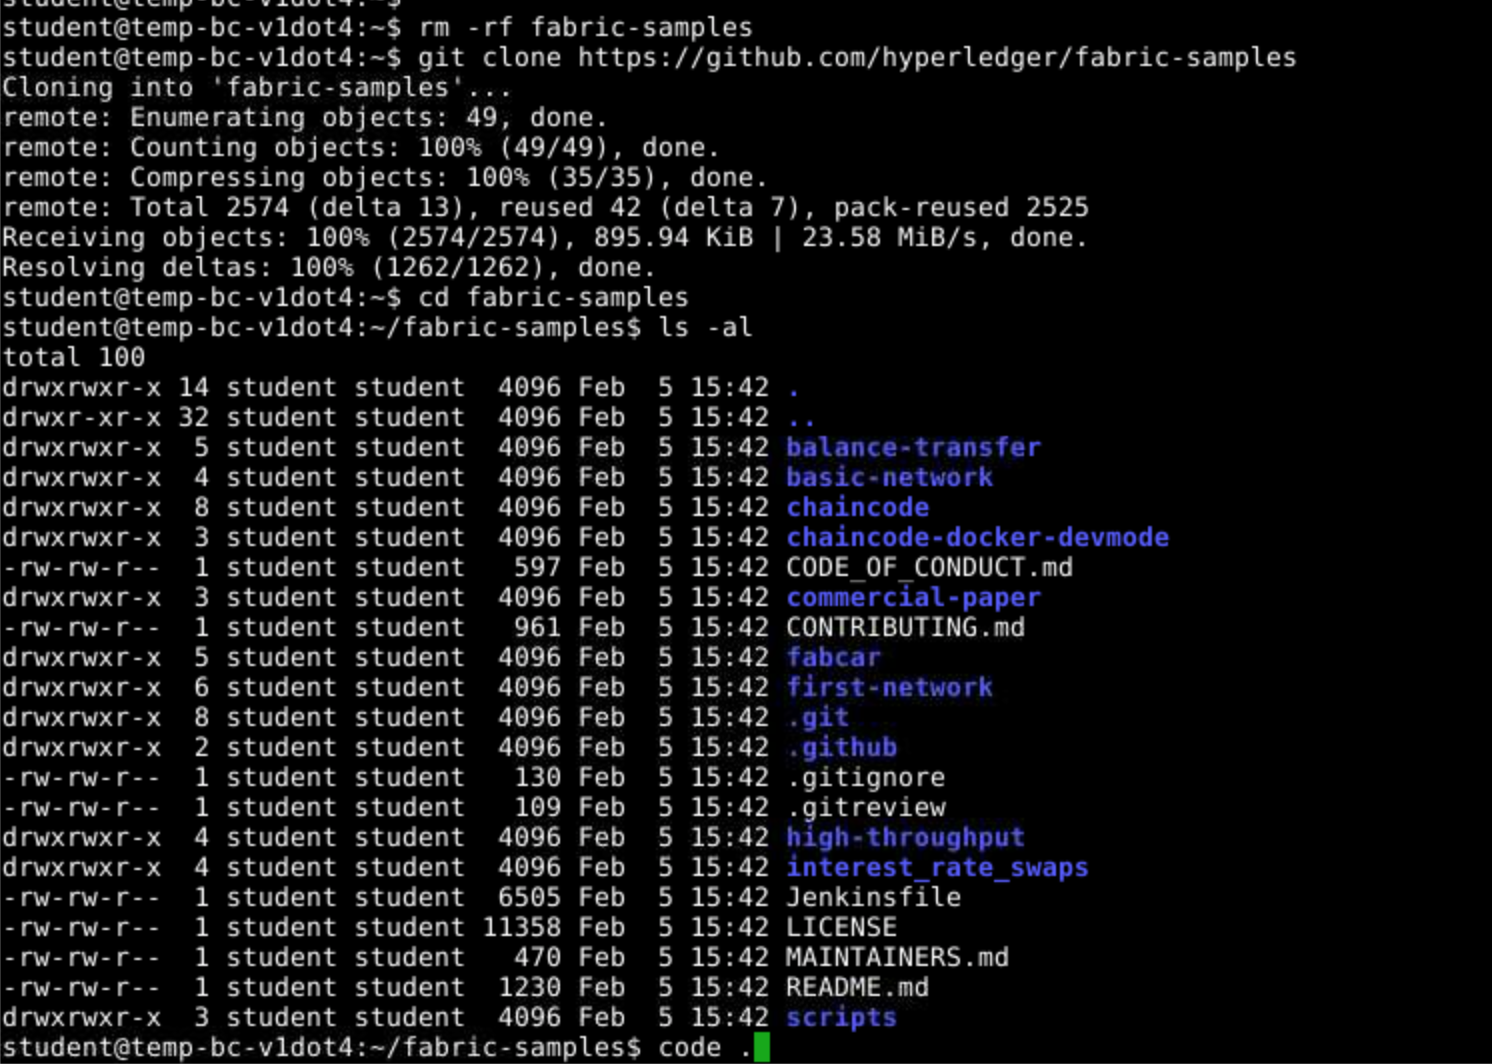 student@temp-bc-v1dot4:~$
student@temp-bc-v1dot4:~$ rm -rf fabric-samples
student@temp-bc-v1dot4:~$ git clone https://github.com/hyperledger/fabric-samples
Cloning into 'fabric-samples'...
remote: Enumerating objects: 49, done.
remote: Counting objects: 100% (49/49), done.
remote: Compressing objects: 100% (35/35), done.
remote: Total 2574 (delta 13), reused 42 (delta 7), pack-reused 2525
Receiving objects: 100% (2574/2574), 895.94 KiB | 23.58 MiB/s, done.
Resolving deltas: 100% (1262/1262), done.
student@temp-bc-v1dot4:~$ cd fabric-samples
student@temp-bc-v1dot4:~/fabric-samples$ ls -al
total 100
drwxrwxr-x 14 student student  4096 Feb  5 15:42 .
drwxr-xr-x 32 student student  4096 Feb  5 15:42 ..
drwxrwxr-x  5 student student  4096 Feb  5 15:42 balance-transfer
drwxrwxr-x  4 student student  4096 Feb  5 15:42 basic-network
drwxrwxr-x  8 student student  4096 Feb  5 15:42 chaincode
drwxrwxr-x  3 student student  4096 Feb  5 15:42 chaincode-docker-devmode
-rw-rw-r--  1 student student   597 Feb  5 15:42 CODE_OF_CONDUCT.md
drwxrwxr-x  3 student student  4096 Feb  5 15:42 commercial-paper
-rw-rw-r--  1 student student   961 Feb  5 15:42 CONTRIBUTING.md
drwxrwxr-x  5 student student  4096 Feb  5 15:42 fabcar
drwxrwxr-x  6 student student  4096 Feb  5 15:42 first-network
drwxrwxr-x  8 student student  4096 Feb  5 15:42 .git
drwxrwxr-x  2 student student  4096 Feb  5 15:42 .github
-rw-rw-r--  1 student student   130 Feb  5 15:42 .gitignore
-rw-rw-r--  1 student student   109 Feb  5 15:42 .gitreview
drwxrwxr-x  4 student student  4096 Feb  5 15:42 high-throughput
drwxrwxr-x  4 student student  4096 Feb  5 15:42 interest_rate_swaps
-rw-rw-r--  1 student student  6505 Feb  5 15:42 Jenkinsfile
-rw-rw-r--  1 student student 11358 Feb  5 15:42 LICENSE
-rw-rw-r--  1 student student   470 Feb  5 15:42 MAINTAINERS.md
-rw-rw-r--  1 student student  1230 Feb  5 15:42 README.md
drwxrwxr-x  3 student student  4096 Feb  5 15:42 scripts
student@temp-bc-v1dot4:~/fabric-samples$ code .